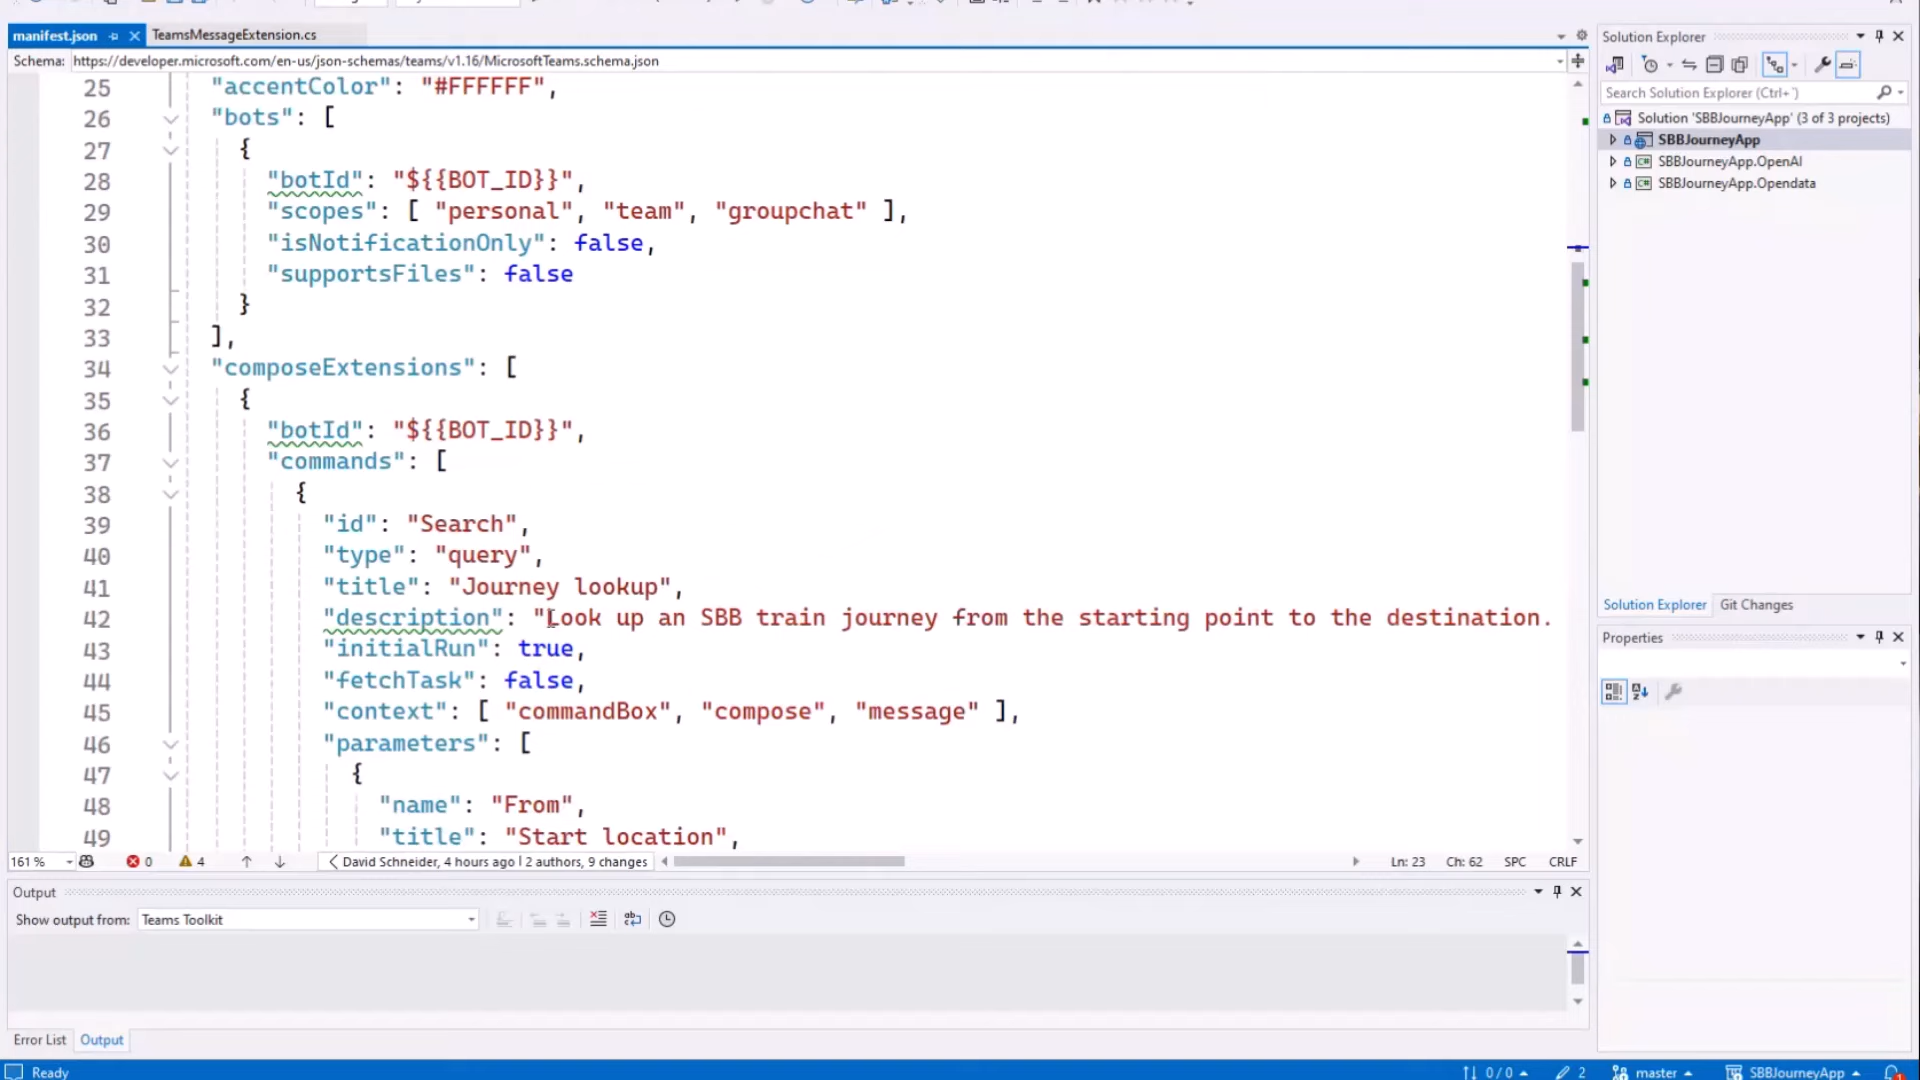 manifest.json
TeamsMessageExtension.cs
Schema: https://developer.microsoft.com/en-us/json-schemas/teams/v1.16/MicrosoftTeams.schema.json
25 "accentColor": "#FFFFFF",
26 "bots": [
27 {
28 "botId": "${{BOT_ID}}",
29 "scopes": [ "personal", "team", "groupchat" ],
30 "isNotificationOnly": false,
31 "supportsFiles": false
32 }
33 ],
34 "composeExtensions": [
35 {
36 "botId": "${{BOT_ID}}",
37 "commands": [
38 {
39 "id": "Search",
40 "type": "query",
41 "title": "Journey lookup",
42 "description": "Look up an SBB train journey from the starting point to the destination.
43 "initialRun": true,
44 "fetchTask": false,
45 "context": [ "commandBox", "compose", "message" ],
46 "parameters": [
47 {
48 "name": "From",
49 "title": "Start location",
161 %
0
4
David Schneider, 4 hours ago | 2 authors, 9 changes
Ln: 23
Ch: 62
SPC
CRLF
Output
Show output from: Teams Toolkit
Error List
Output
Ready
0 / 0
2
master
SBBJourneyApp
Solution Explorer
Search Solution Explorer (Ctrl+¨)
Solution 'SBBJourneyApp' (3 of 3 projects)
SBBJourneyApp
SBBJourneyApp.OpenAI
SBBJourneyApp.Opendata
Solution Explorer
Git Changes
Properties